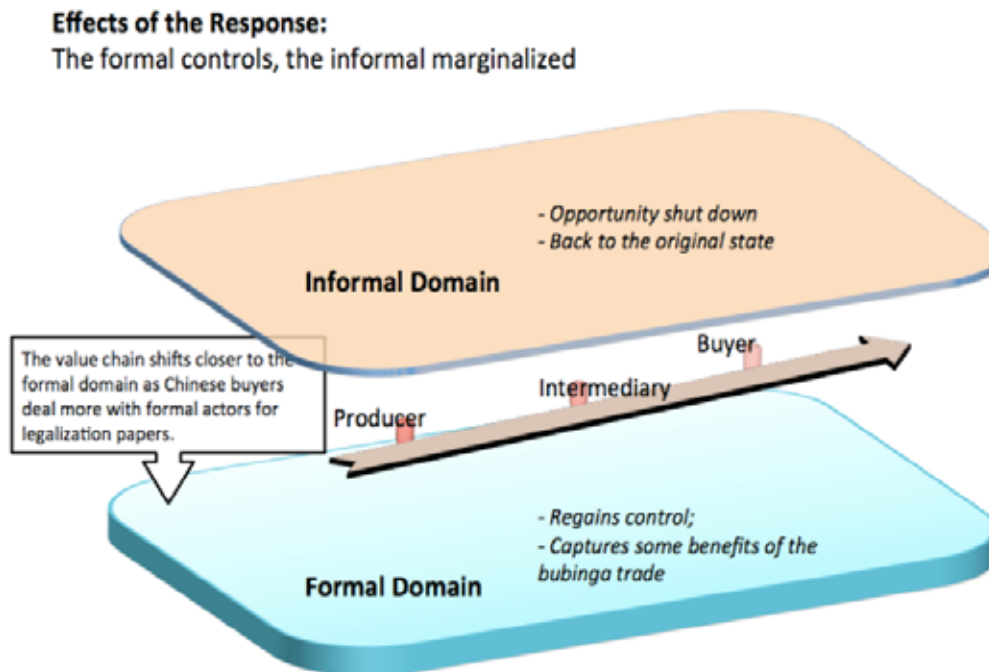 Effects of the Response:
The formal controls, the informal marginalized
- Opportunity shut down
- Back to the original state
Informal Domain
The value chain shifts closer to the
formal domain as Chinese buyers
deal more with formal actors for
legalization papers.
Buyer
Intermediary
Producer
- Regains control;
- Captures some benefits of the
bubinga trade
Formal Domain